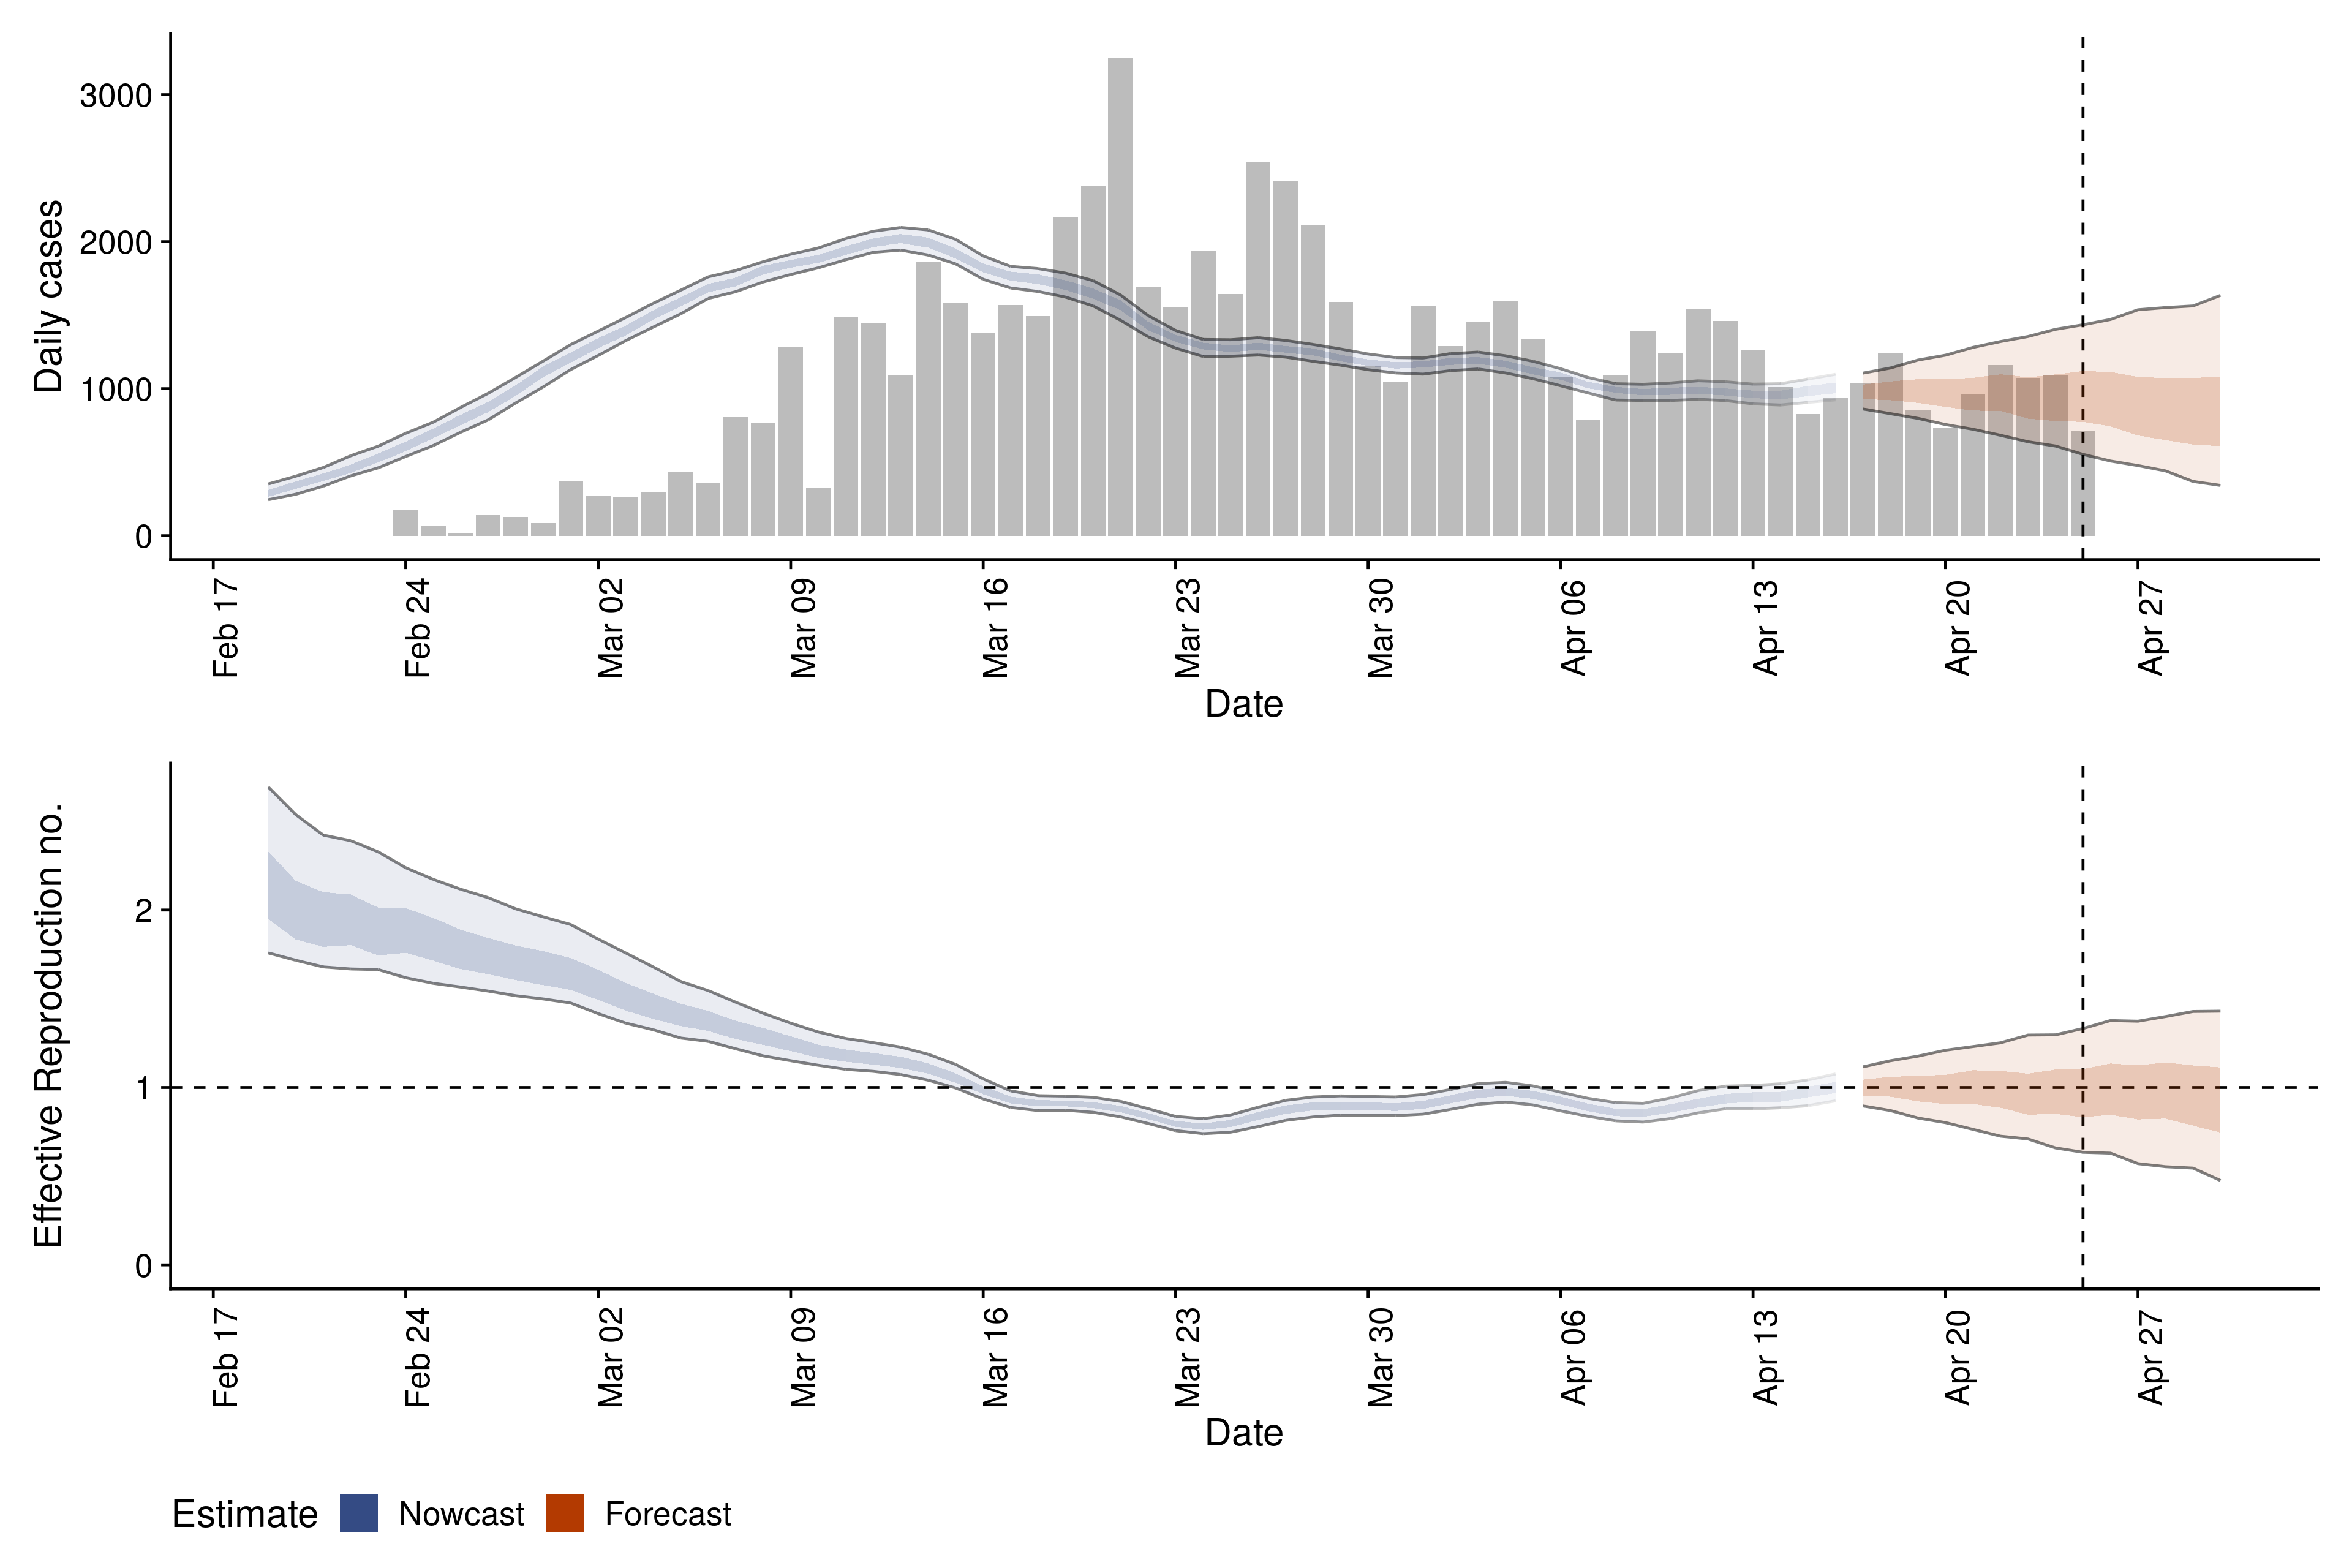 Daily cases
3000
2000
1000
0
Feb 17
Feb 24
Mar 02
Mar 09
Mar 16
Mar 23
Mar 30
Apr 06
Apr 13
Apr 20
Apr 27
Date
Effective Reproduction no.
2
1
0
Feb 17
Feb 24
Mar 02
Mar 09
Mar 16
Mar 23
Mar 30
Apr 06
Apr 13
Apr 20
Apr 27
Date
Estimate Nowcast Forecast